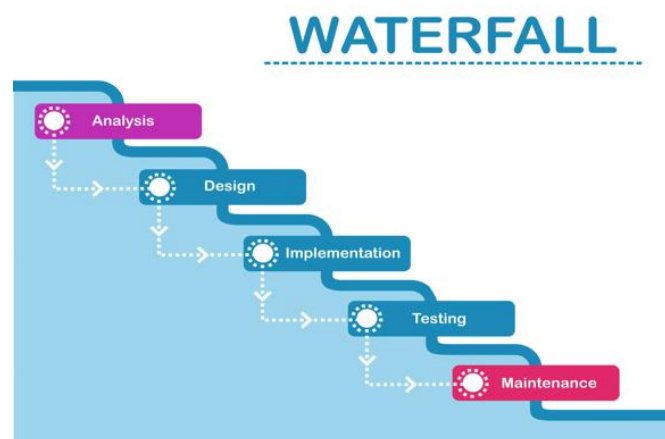 WATERFALL
Analysis
Design
Implementation
Testing
Maintenance